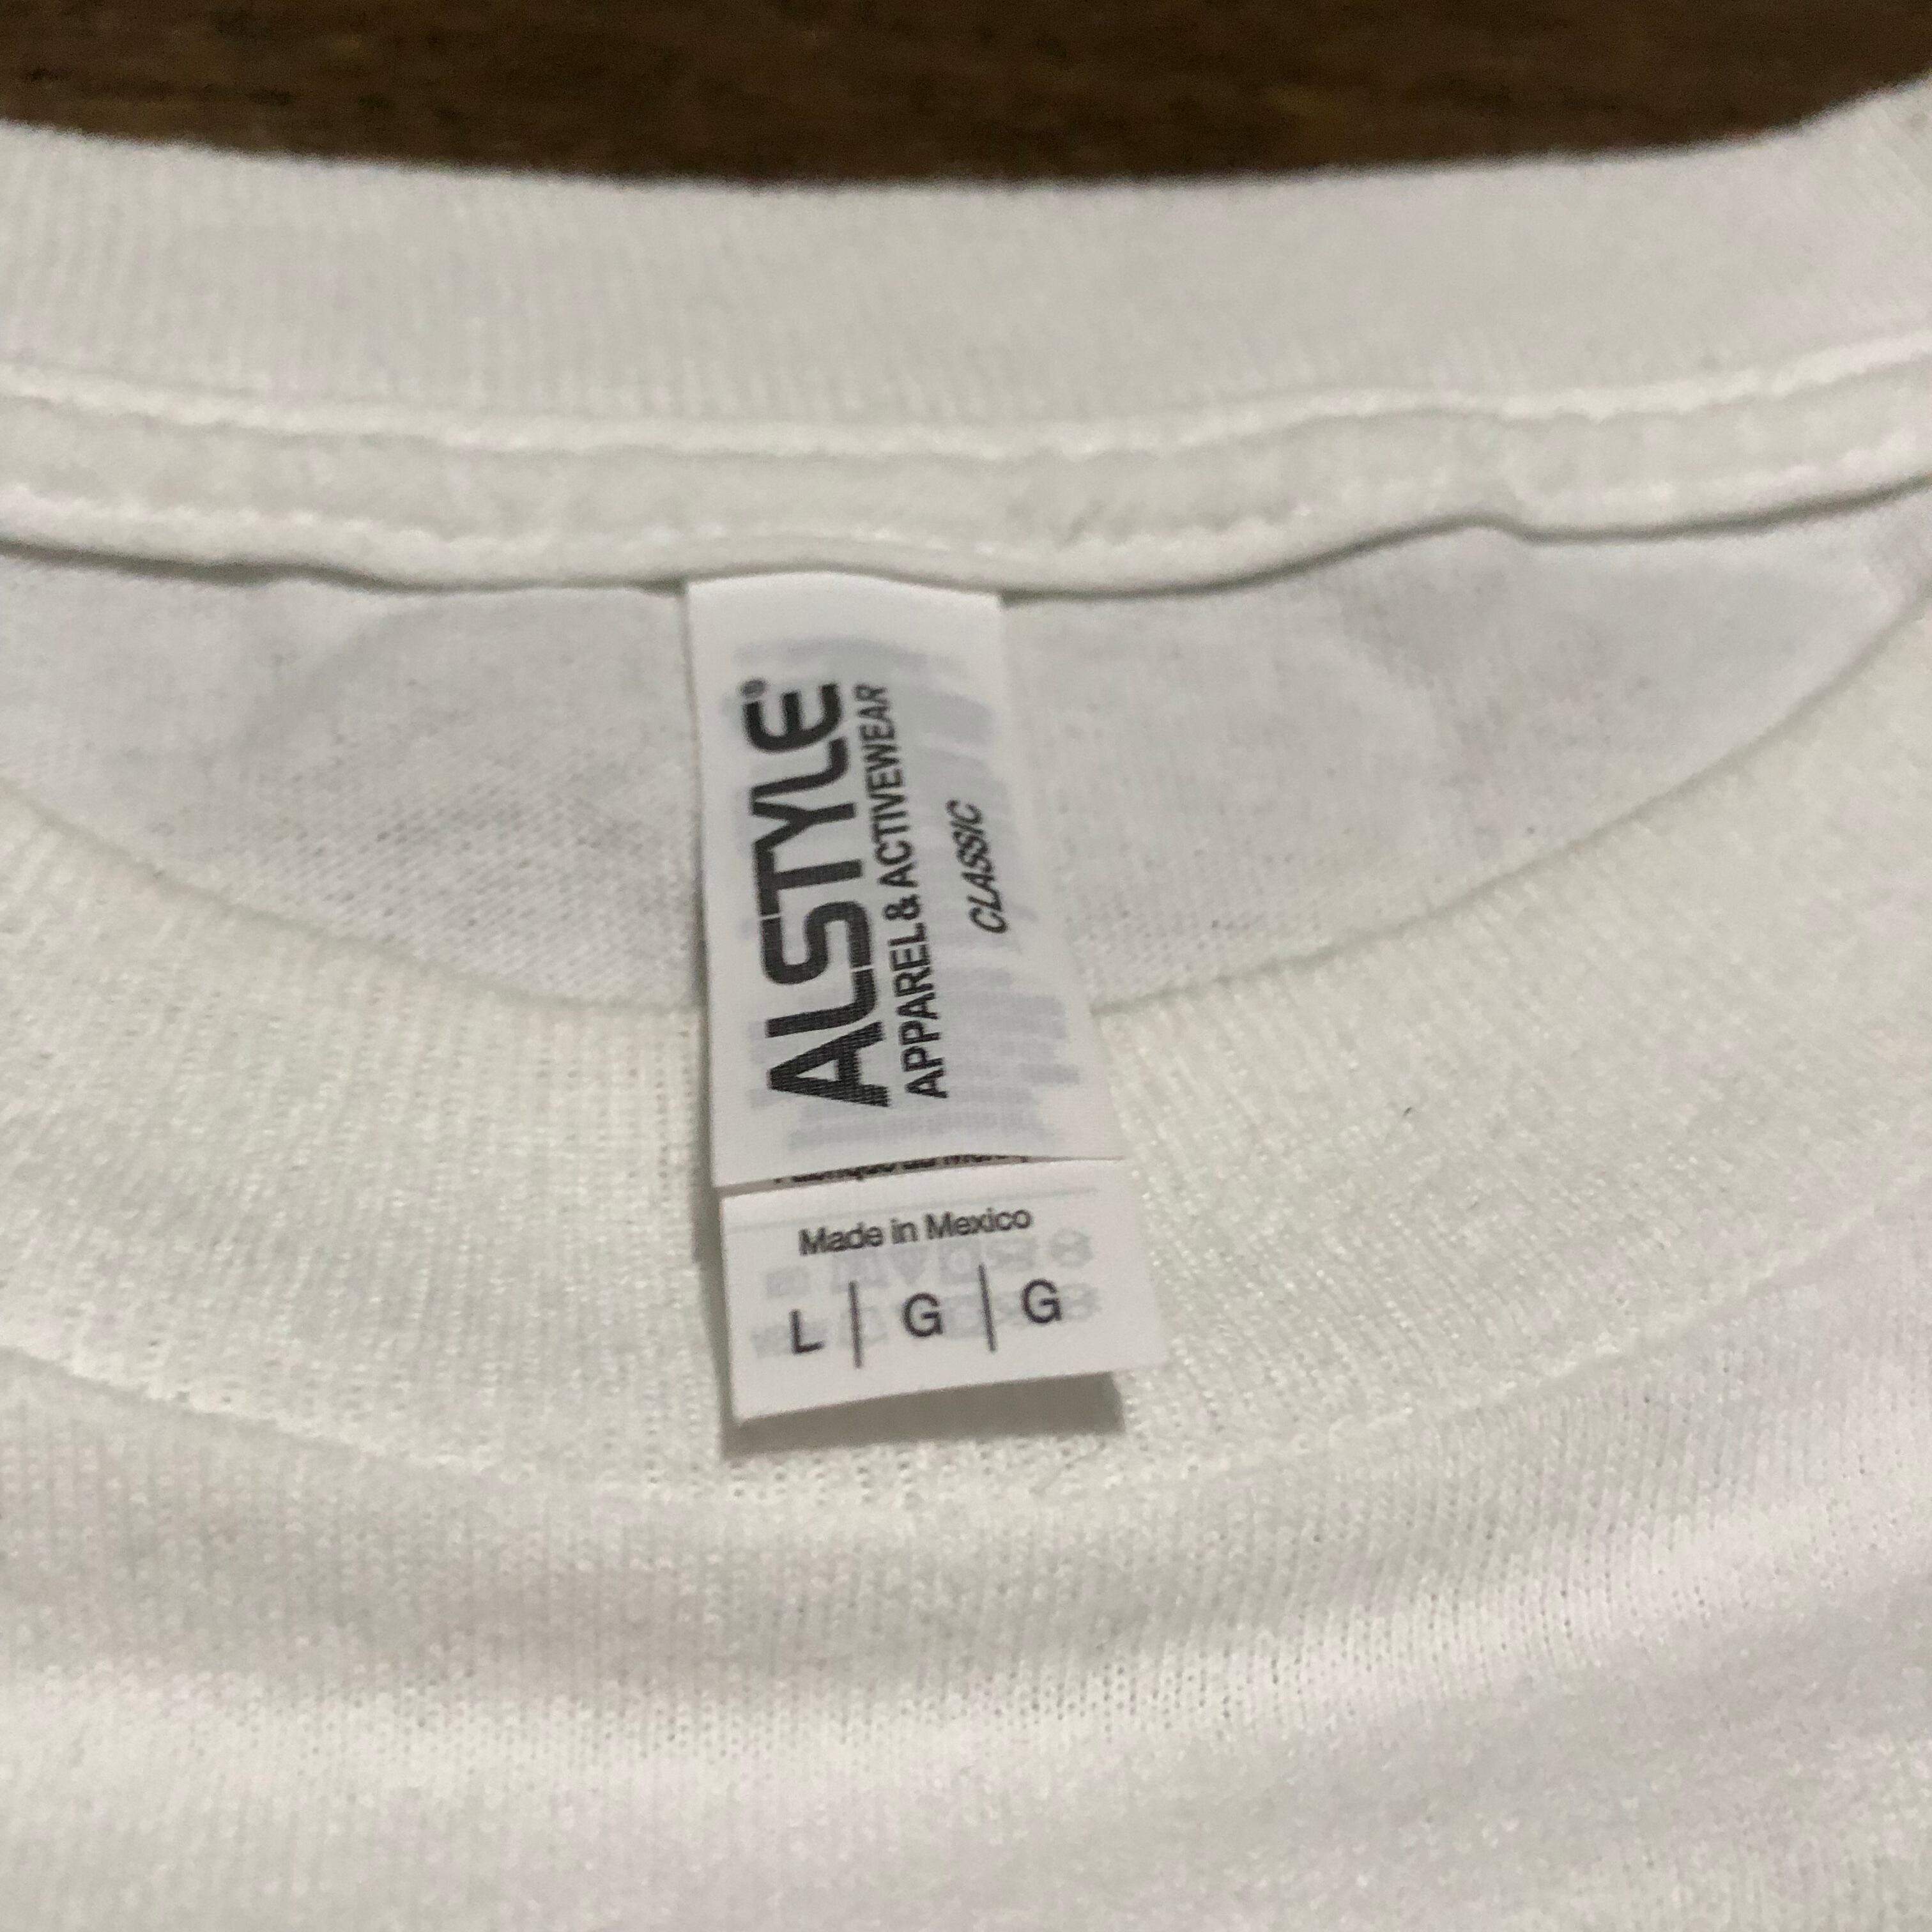 ALSTYLE®
APPAREL & ACTIVEWEAR
CLASSIC
Made in Mexico
L | G | G